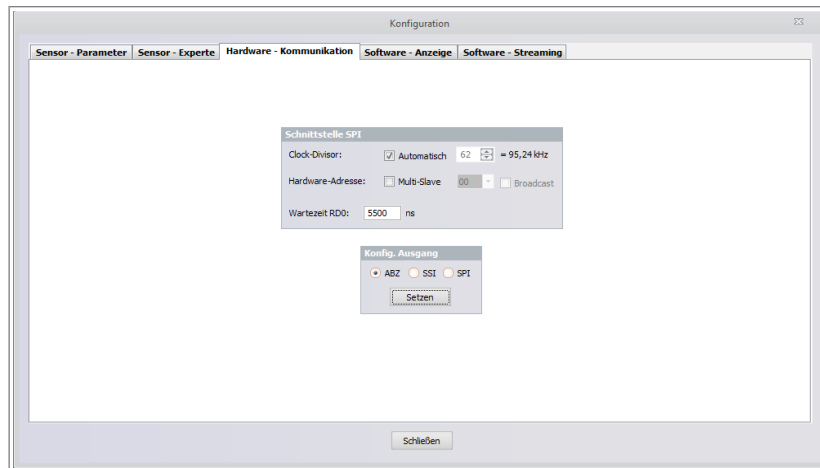 Konfiguration
Sensor - Parameter Sensor - Experte Hardware - Kommunikation Software - Anzeige Software - Streaming
Schnittstelle SPI
Clock-Divisor: Automatisch 62 = 95,24 kHz
Hardware-Adresse: Multi-Slave 00 Broadcast
Wartezeit RD0: 5500 ns
Konfig. Ausgang
ABZ SSI SPI
Setzen
Schließen